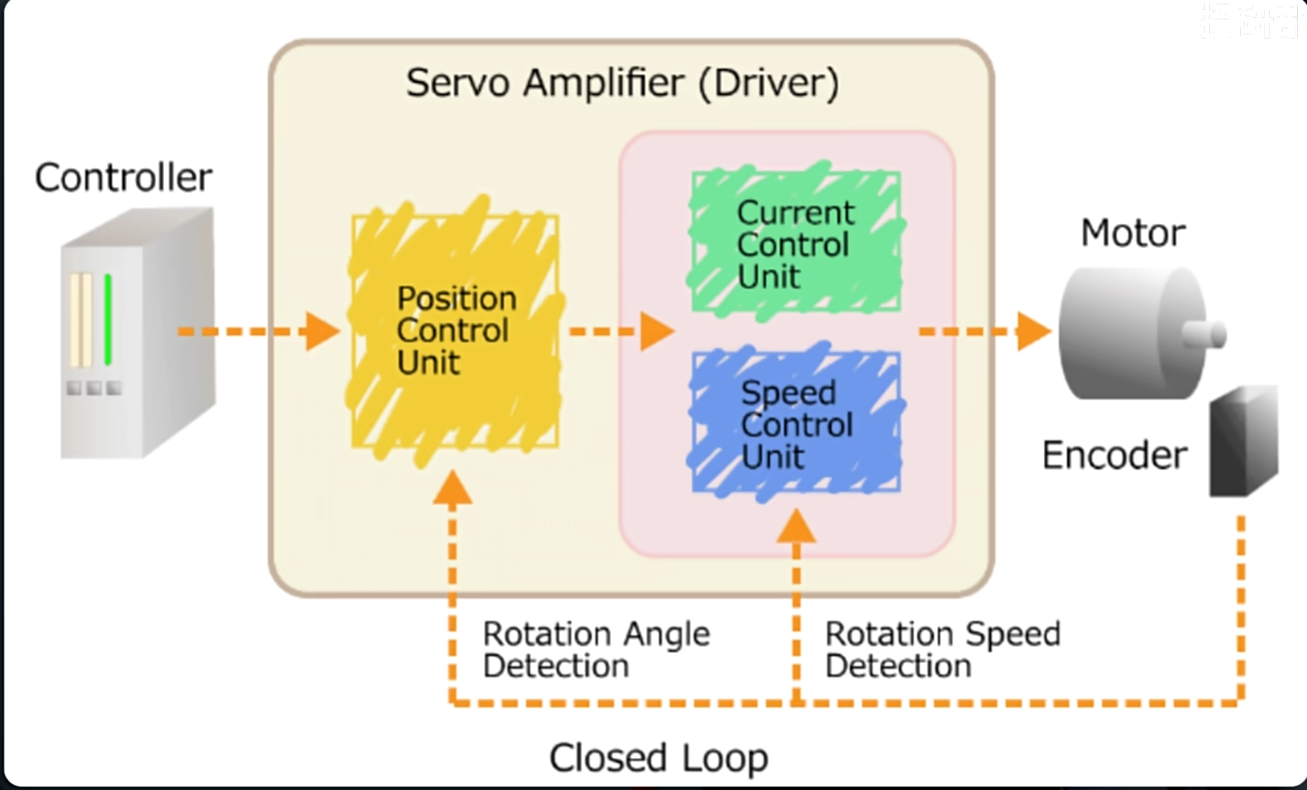 Servo Amplifier (Driver)
Controller
Position
Control
Unit
Current
Control
Unit
Speed
Control
Unit
Motor
Encoder
Rotation Angle
Detection
Rotation Speed
Detection
Closed Loop